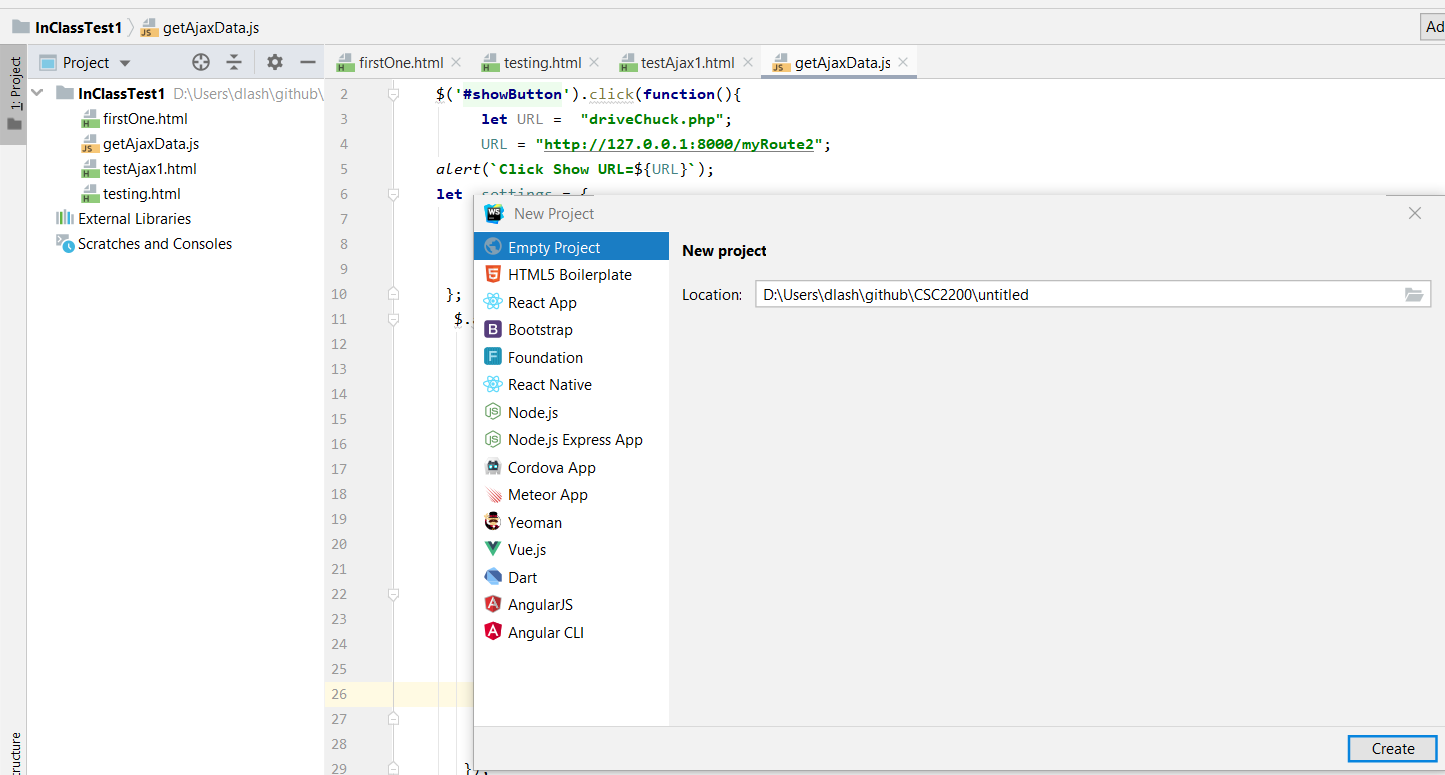 InClassTest1 getAjaxData.js
Ad
1: Project
Project
firstOne.html testing.html testAjax1.html getAjaxData.js
InClassTest1 D:\Users\dlash\github\
firstOne.html
getAjaxData.js
testAjax1.html
testing.html
External Libraries
Scratches and Consoles
ructure
2 $('#showButton').click(function(){
3 let URL = "driveChuck.php";
4 URL = "http://127.0.0.1:8000/myRoute2";
5 alert(`Click Show URL=${URL}`);
6 let settings = {
7
8
9
10 };
11 $.
12
13
14
15
16
17
18
19
20
21
22
23
24
25
26
27
28
29 });
New Project
Empty Project
HTML5 Boilerplate
React App
Bootstrap
Foundation
React Native
Node.js
Node.js Express App
Cordova App
Meteor App
Yeoman
Vue.js
Dart
AngularJS
Angular CLI
New project
Location: D:\Users\dlash\github\CSC2200\untitled
Create